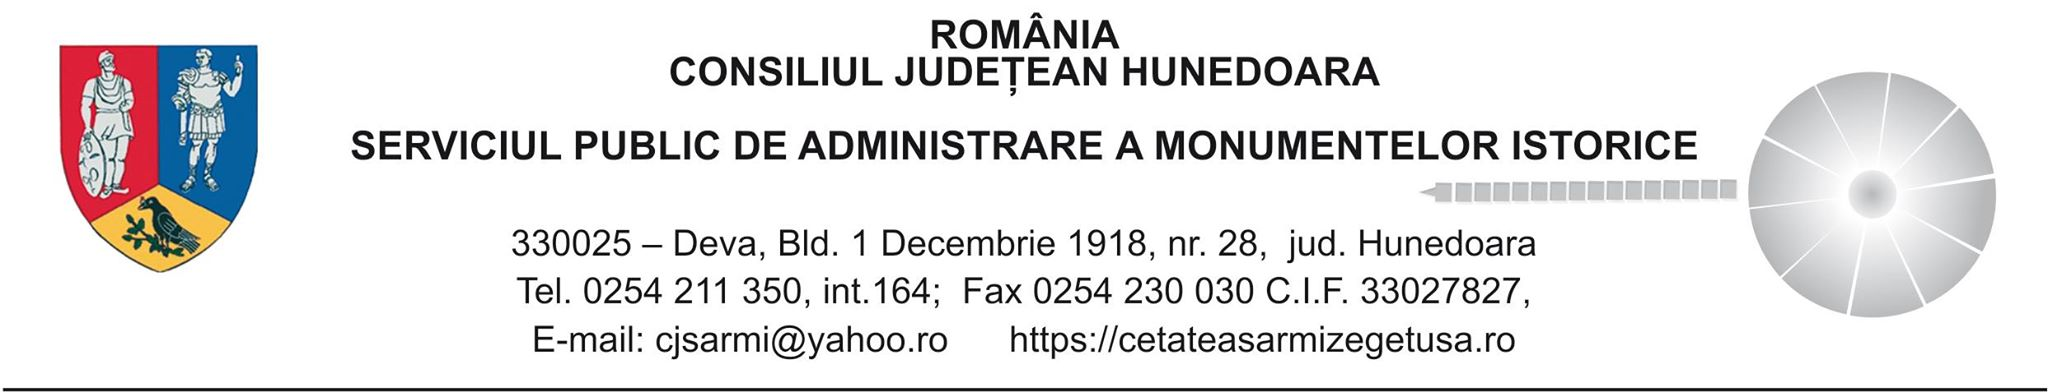 ROMÂNIA
CONSILIUL JUDEȚEAN HUNEDOARA
SERVICIUL PUBLIC DE ADMINISTRARE A MONUMENTELOR ISTORICE
330025 – Deva, Bld. 1 Decembrie 1918, nr. 28,  jud. Hunedoara
Tel. 0254 211 350, int.164;  Fax 0254 230 030 C.I.F. 33027827,
E-mail: cjsarmi@yahoo.ro      https://cetateasarmizegetusa.ro